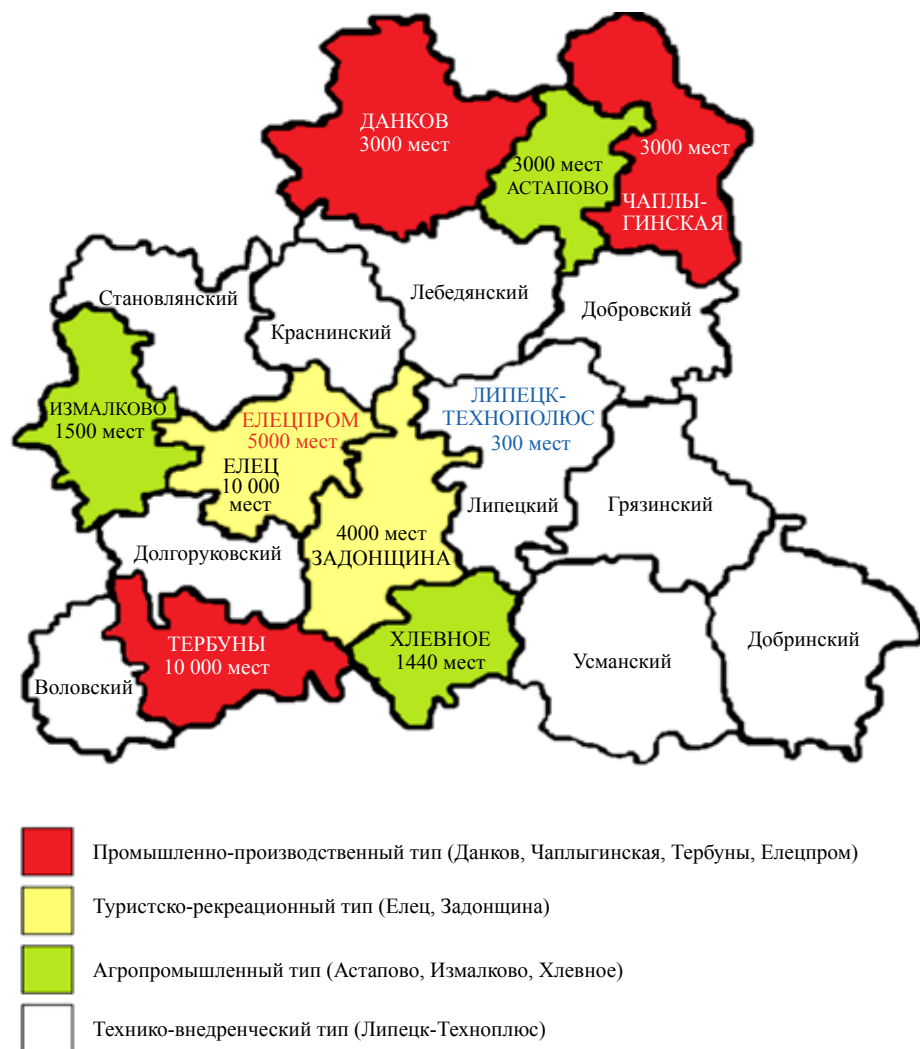 ДАНКОВ
3000 мест
3000 мест
АСТАПОВО
3000 мест
ЧАПЛЫ-
ГИНСКАЯ
Становлянский
Краснинский
Лебедянский
Добровский
ИЗМАЛКОВО
1500 мест
ЕЛЕЦПРОМ
5000 мест
ЕЛЕЦ
10 000
мест
ЛИПЕЦК-
ТЕХНОПОЛЮС
300 мест
Липецкий
Грязинский
4000 мест
ЗАДОНЩИНА
Долгоруковский
ТЕРБУНЫ
10 000 мест
ХЛЕВНОЕ
1440 мест
Воловский
Усманский
Добринский
Промышленно-производственный тип (Данков, Чаплыгинская, Тербуны, Елецпром)
Туристско-рекреационный тип (Елец, Задонщина)
Агропромышленный тип (Астапово, Измалково, Хлевное)
Технико-внедренческий тип (Липецк-Техноплюс)